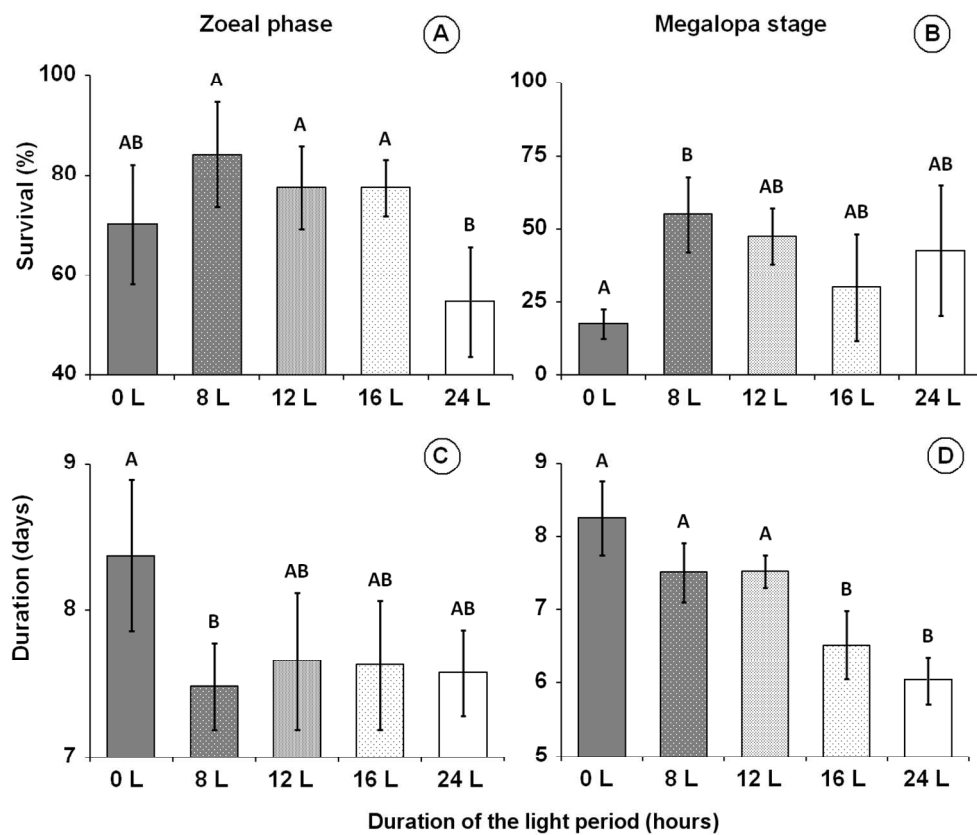 Zoeal phase
A
Megalopa stage
B
Survival (%)
100
80
60
40
AB
A
A
A
B
0 L 8 L 12 L 16 L 24 L
100
75
50
25
0
A
B
AB
AB
AB
0 L 8 L 12 L 16 L 24 L
C
Duration (days)
9
8
7
A
B
AB
AB
AB
0 L 8 L 12 L 16 L 24 L
D
9
8
7
6
5
A
A
A
B
B
0 L 8 L 12 L 16 L 24 L
Duration of the light period (hours)